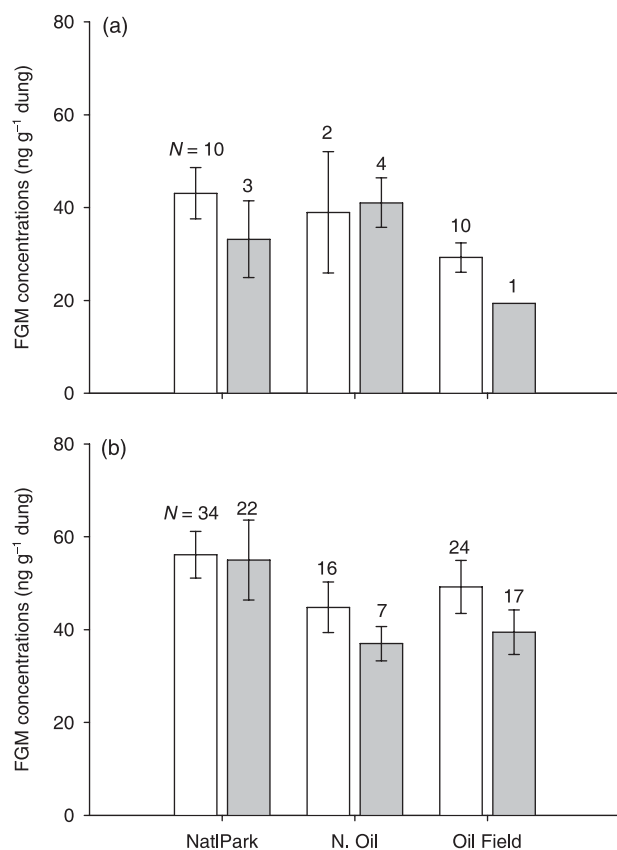 (a)
FGM concentrations (ng g⁻¹ dung)
80
60
40
20
0
N = 10
3
2
4
10
1
(b)
FGM concentrations (ng g⁻¹ dung)
80
60
40
20
0
N = 34
22
16
7
24
17
NatlPark N. Oil Oil Field